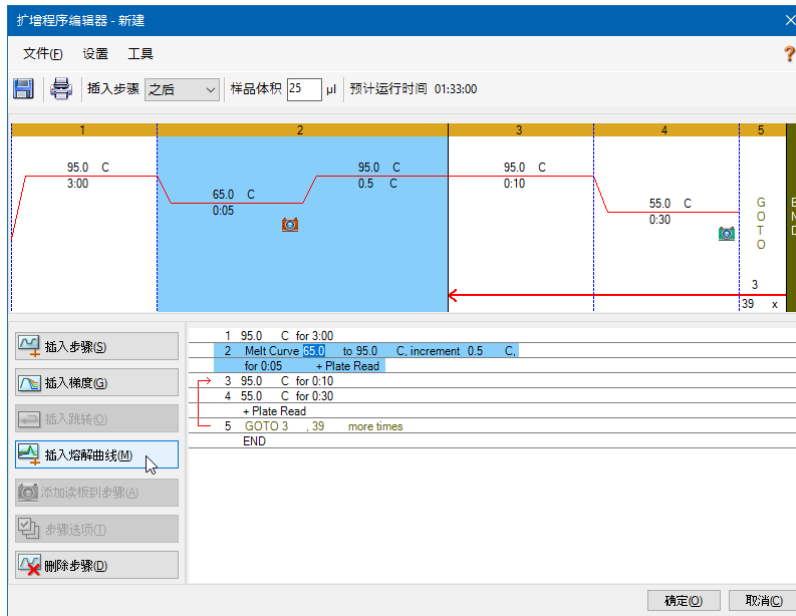 扩增程序编辑器 - 新建
文件(F) 设置 工具 ?
插入步骤 之后 样品体积 25 µl 预计运行时间 01:33:00
1 2 3 4 5
95.0 C 95.0 C 95.0 C
3:00 0.5 C 0:10
65.0 C
0:05
55.0 C
0:30
G
O
T
O
3
39 x
E
N
D
插入步骤(S)
插入梯度(G)
插入跳转(O)
插入熔解曲线(M)
添加读板到步骤(A)
步骤选项(T)
删除步骤(D)
1 95.0 C for 3:00
2 Melt Curve 65.0 to 95.0 C, increment 0.5 C,
for 0:05 + Plate Read
3 95.0 C for 0:10
4 55.0 C for 0:30
+ Plate Read
5 GOTO 3 , 39 more times
END
确定(O) 取消(C)